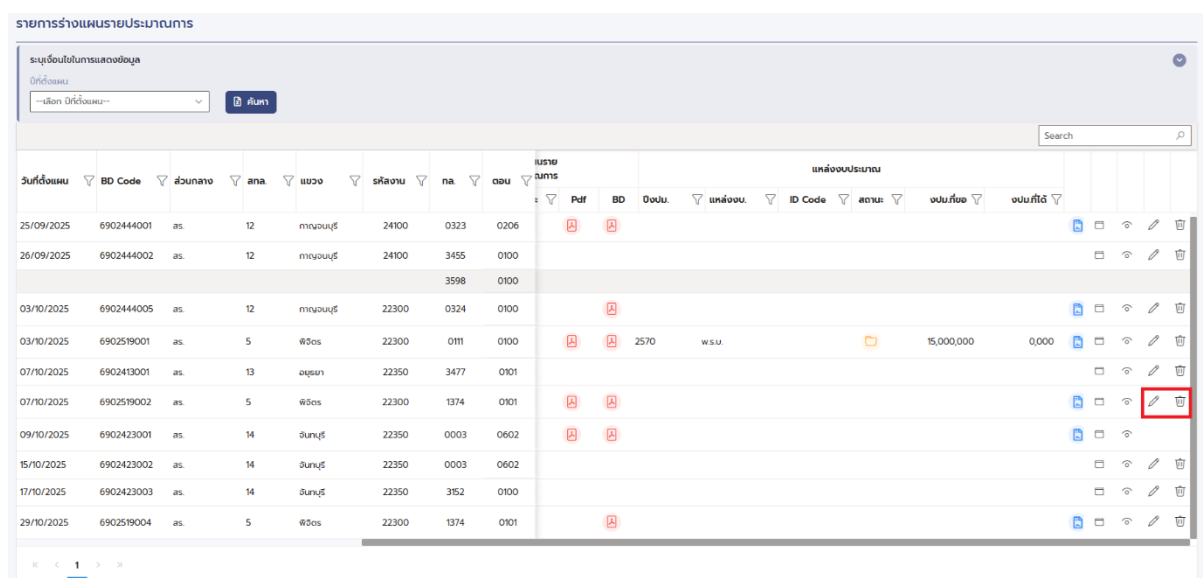 รายการร่างแผนรายประมาณการ
ระบุเงื่อนไขในการแสดงข้อมูล
ปีที่ตั้งแผน
--เลือก ปีที่ตั้งแผน--
ค้นหา
Search
แหล่งงบประมาณ
วันที่ตั้งแผน BD Code ส่วนกลาง สทล. แขวง รหัสงาน ทล. ตอน
Pdf BD ปีงปม. แหล่งงบ. ID Code สถานะ งปม.ที่ขอ งปม.ที่ได้
25/09/2025 6902444001 สร. 12 กาญจนบุรี 24100 0323 0206
26/09/2025 6902444002 สร. 12 กาญจนบุรี 24100 3455 0100
3598 0100
03/10/2025 6902444005 สร. 12 กาญจนบุรี 22300 0324 0100
03/10/2025 6902519001 สร. 5 พิจิตร 22300 0111 0100 2570 พ.ร.บ. 15,000,000 0,000
07/10/2025 6902413001 สร. 13 อยุธยา 22350 3477 0101
07/10/2025 6902519002 สร. 5 พิจิตร 22300 1374 0101
09/10/2025 6902423001 สร. 14 จันทบุรี 22350 0003 0602
15/10/2025 6902423002 สร. 14 จันทบุรี 22350 0003 0602
17/10/2025 6902423003 สร. 14 จันทบุรี 22350 3152 0100
29/10/2025 6902519004 สร. 5 พิจิตร 22300 1374 0101
1